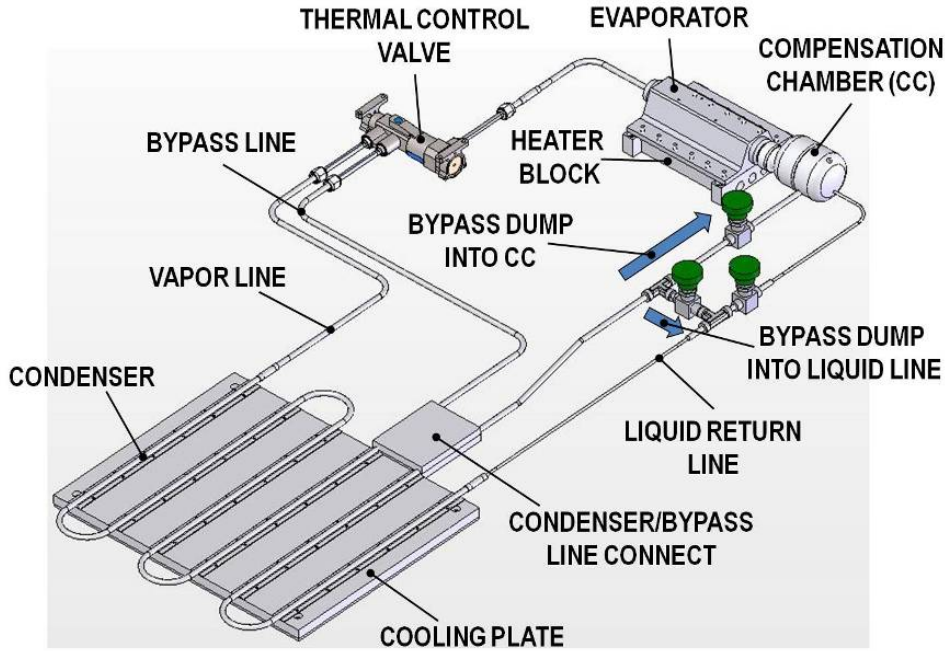 THERMAL CONTROL
VALVE
EVAPORATOR
COMPENSATION
CHAMBER (CC)
BYPASS LINE
HEATER
BLOCK
BYPASS DUMP
INTO CC
VAPOR LINE
BYPASS DUMP
INTO LIQUID LINE
CONDENSER
LIQUID RETURN
LINE
CONDENSER/BYPASS
LINE CONNECT
COOLING PLATE